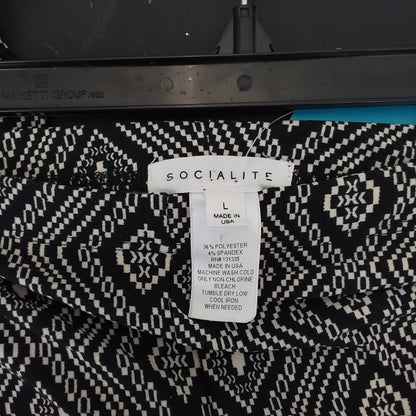 MAINETTI GROUP
SOCIALITE
L
MADE IN
USA
96% POLYESTER
4% SPANDEX
RN# 131335
MADE IN USA
MACHINE WASH COLD
ONLY NON-CHLORINE
BLEACH
TUMBLE DRY LOW
COOL IRON
WHEN NEEDED